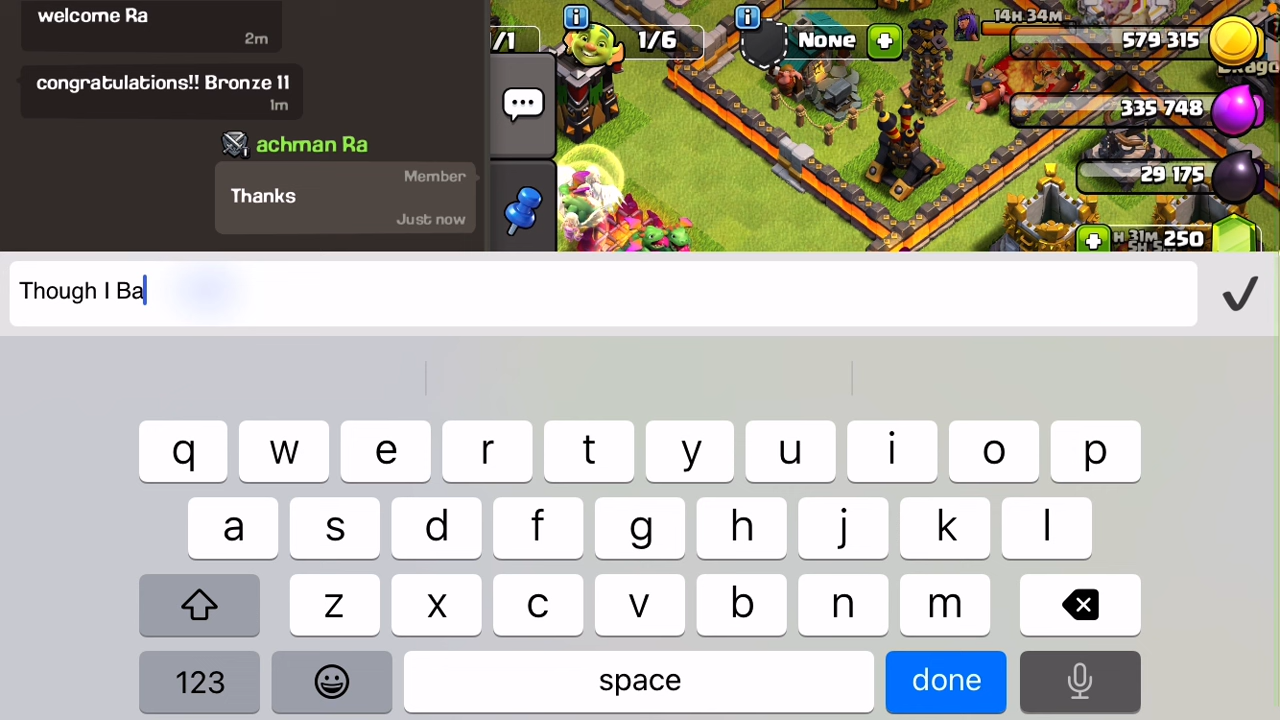 welcome Ra
2m
congratulations!! Bronze 11
1m
achman Ra
Member
Thanks
Just now
/1
1/6
None
14H 34M
579 315
335 748
29 175
H 31M
250
Though I Ba
q w e r t y u i o p
a s d f g h j k l
z x c v b n m
123
space
done